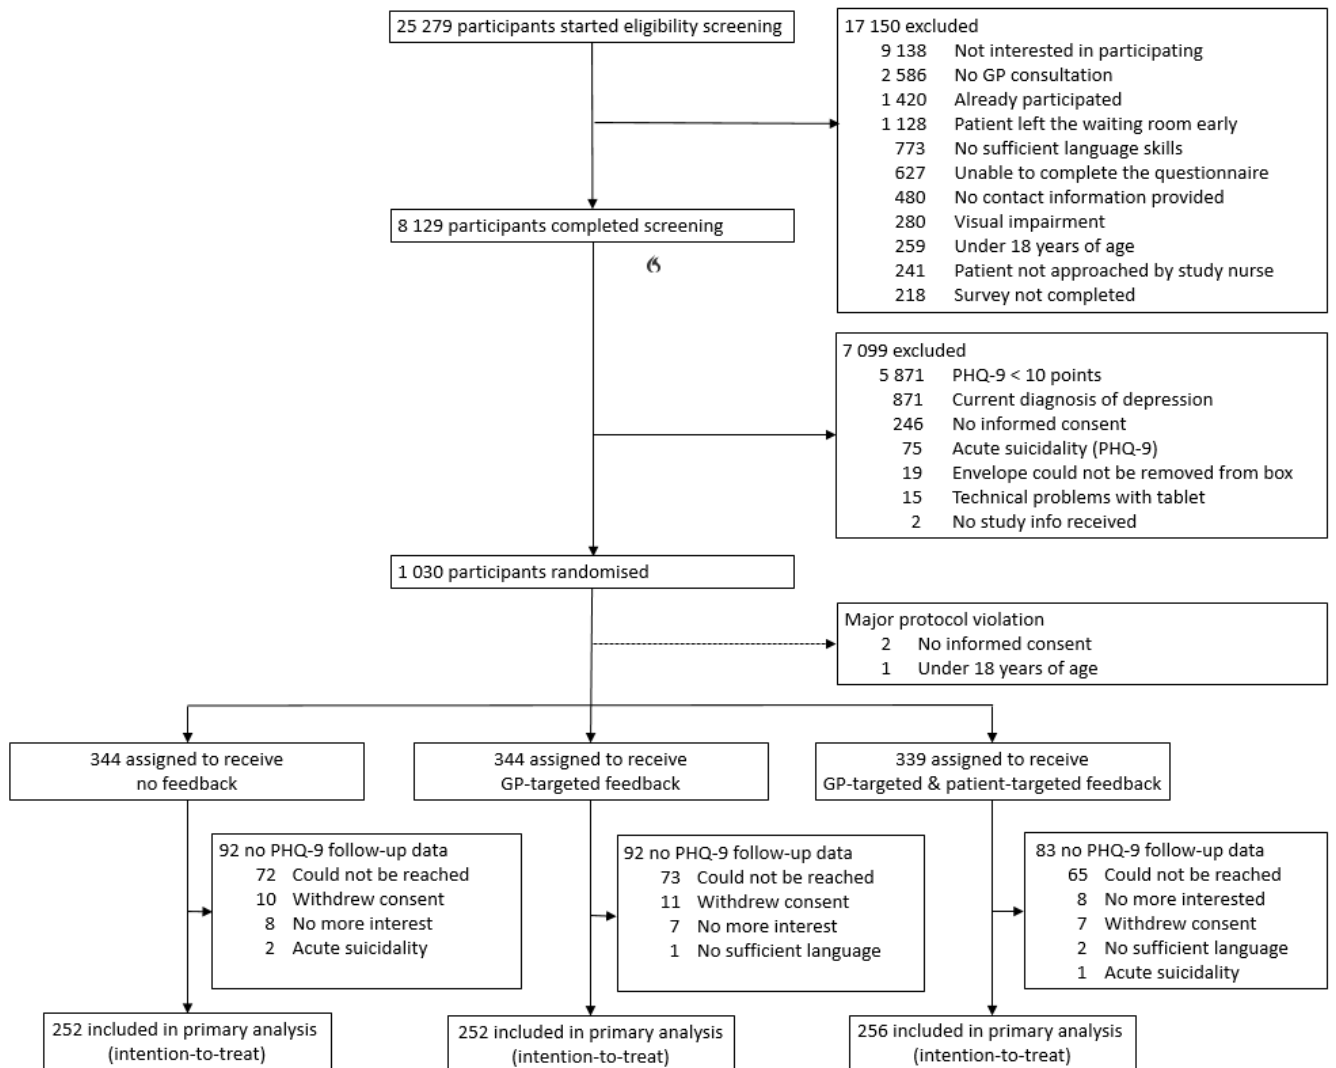 25 279 participants started eligibility screening
17 150 excluded
9 138 Not interested in participating
2 586 No GP consultation
1 420 Already participated
1 128 Patient left the waiting room early
773 No sufficient language skills
627 Unable to complete the questionnaire
480 No contact information provided
280 Visual impairment
259 Under 18 years of age
241 Patient not approached by study nurse
218 Survey not completed
8 129 participants completed screening
7 099 excluded
5 871 PHQ-9 < 10 points
871 Current diagnosis of depression
246 No informed consent
75 Acute suicidality (PHQ-9)
19 Envelope could not be removed from box
15 Technical problems with tablet
2 No study info received
1 030 participants randomised
Major protocol violation
2 No informed consent
1 Under 18 years of age
344 assigned to receive
no feedback
344 assigned to receive
GP-targeted feedback
339 assigned to receive
GP-targeted & patient-targeted feedback
92 no PHQ-9 follow-up data
72 Could not be reached
10 Withdrew consent
8 No more interest
2 Acute suicidality
92 no PHQ-9 follow-up data
73 Could not be reached
11 Withdrew consent
7 No more interest
1 No sufficient language
83 no PHQ-9 follow-up data
65 Could not be reached
8 No more interested
7 Withdrew consent
2 No sufficient language
1 Acute suicidality
252 included in primary analysis
(intention-to-treat)
252 included in primary analysis
(intention-to-treat)
256 included in primary analysis
(intention-to-treat)